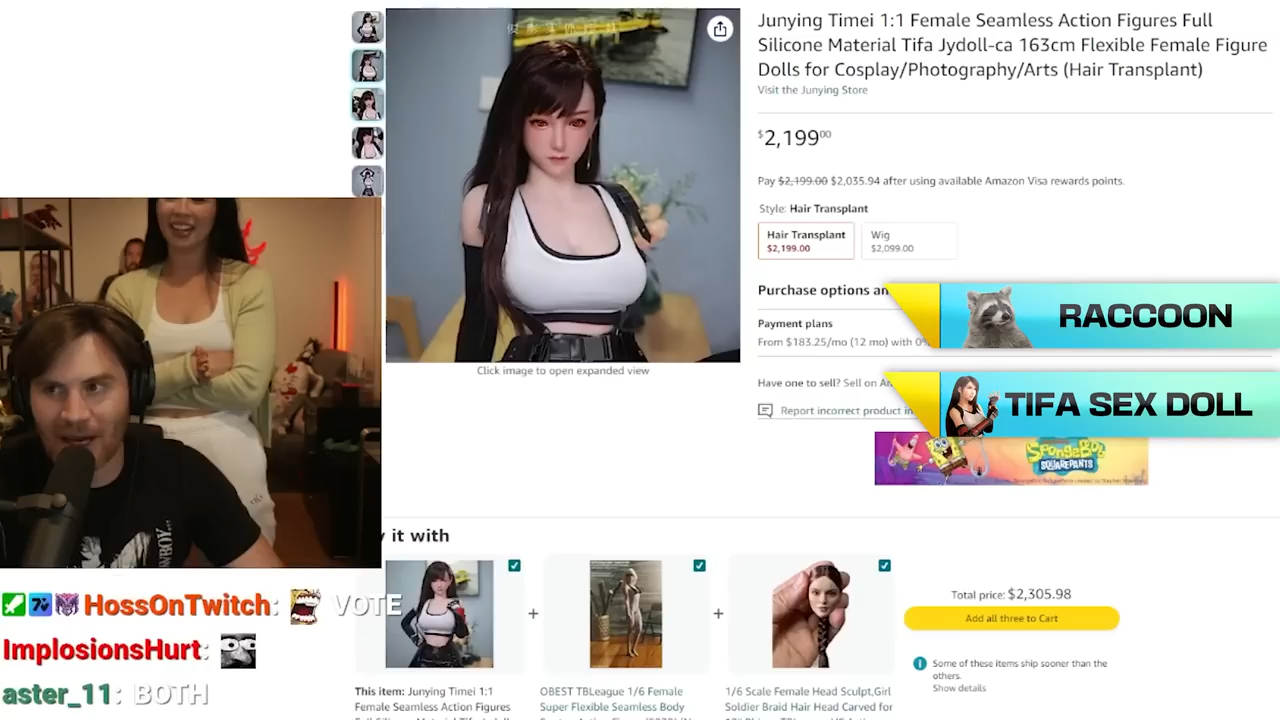 Junying Timei 1:1 Female Seamless Action Figures Full
Silicone Material Tifa Jydoll-ca 163cm Flexible Female Figure
Dolls for Cosplay/Photography/Arts (Hair Transplant)
Visit the Junying Store
$2,199.00
Pay $2,199.00 $2,035.94 after using available Amazon Visa rewards points.
Style: Hair Transplant
Hair Transplant
$2,199.00
Wig
$2,099.00
Purchase options an
Payment plans
From $183.25/mo (12 mo) with 0%
Have one to sell? Sell on Am
Report incorrect product in
RACCOON
TIFA SEX DOLL
SpongeBob
SQUAREPANTS
Click image to open expanded view
it with
Total price: $2,305.98
Add all three to Cart
Some of these items ship sooner than the
others.
Show details
This item: Junying Timei 1:1
Female Seamless Action Figures
OBEST TBLeague 1/6 Female
Super Flexible Seamless Body
1/6 Scale Female Head Sculpt,Girl
Soldier Braid Hair Head Carved for
HossOnTwitch: VOTE
ImplosionsHurt:
aster_11: BOTH